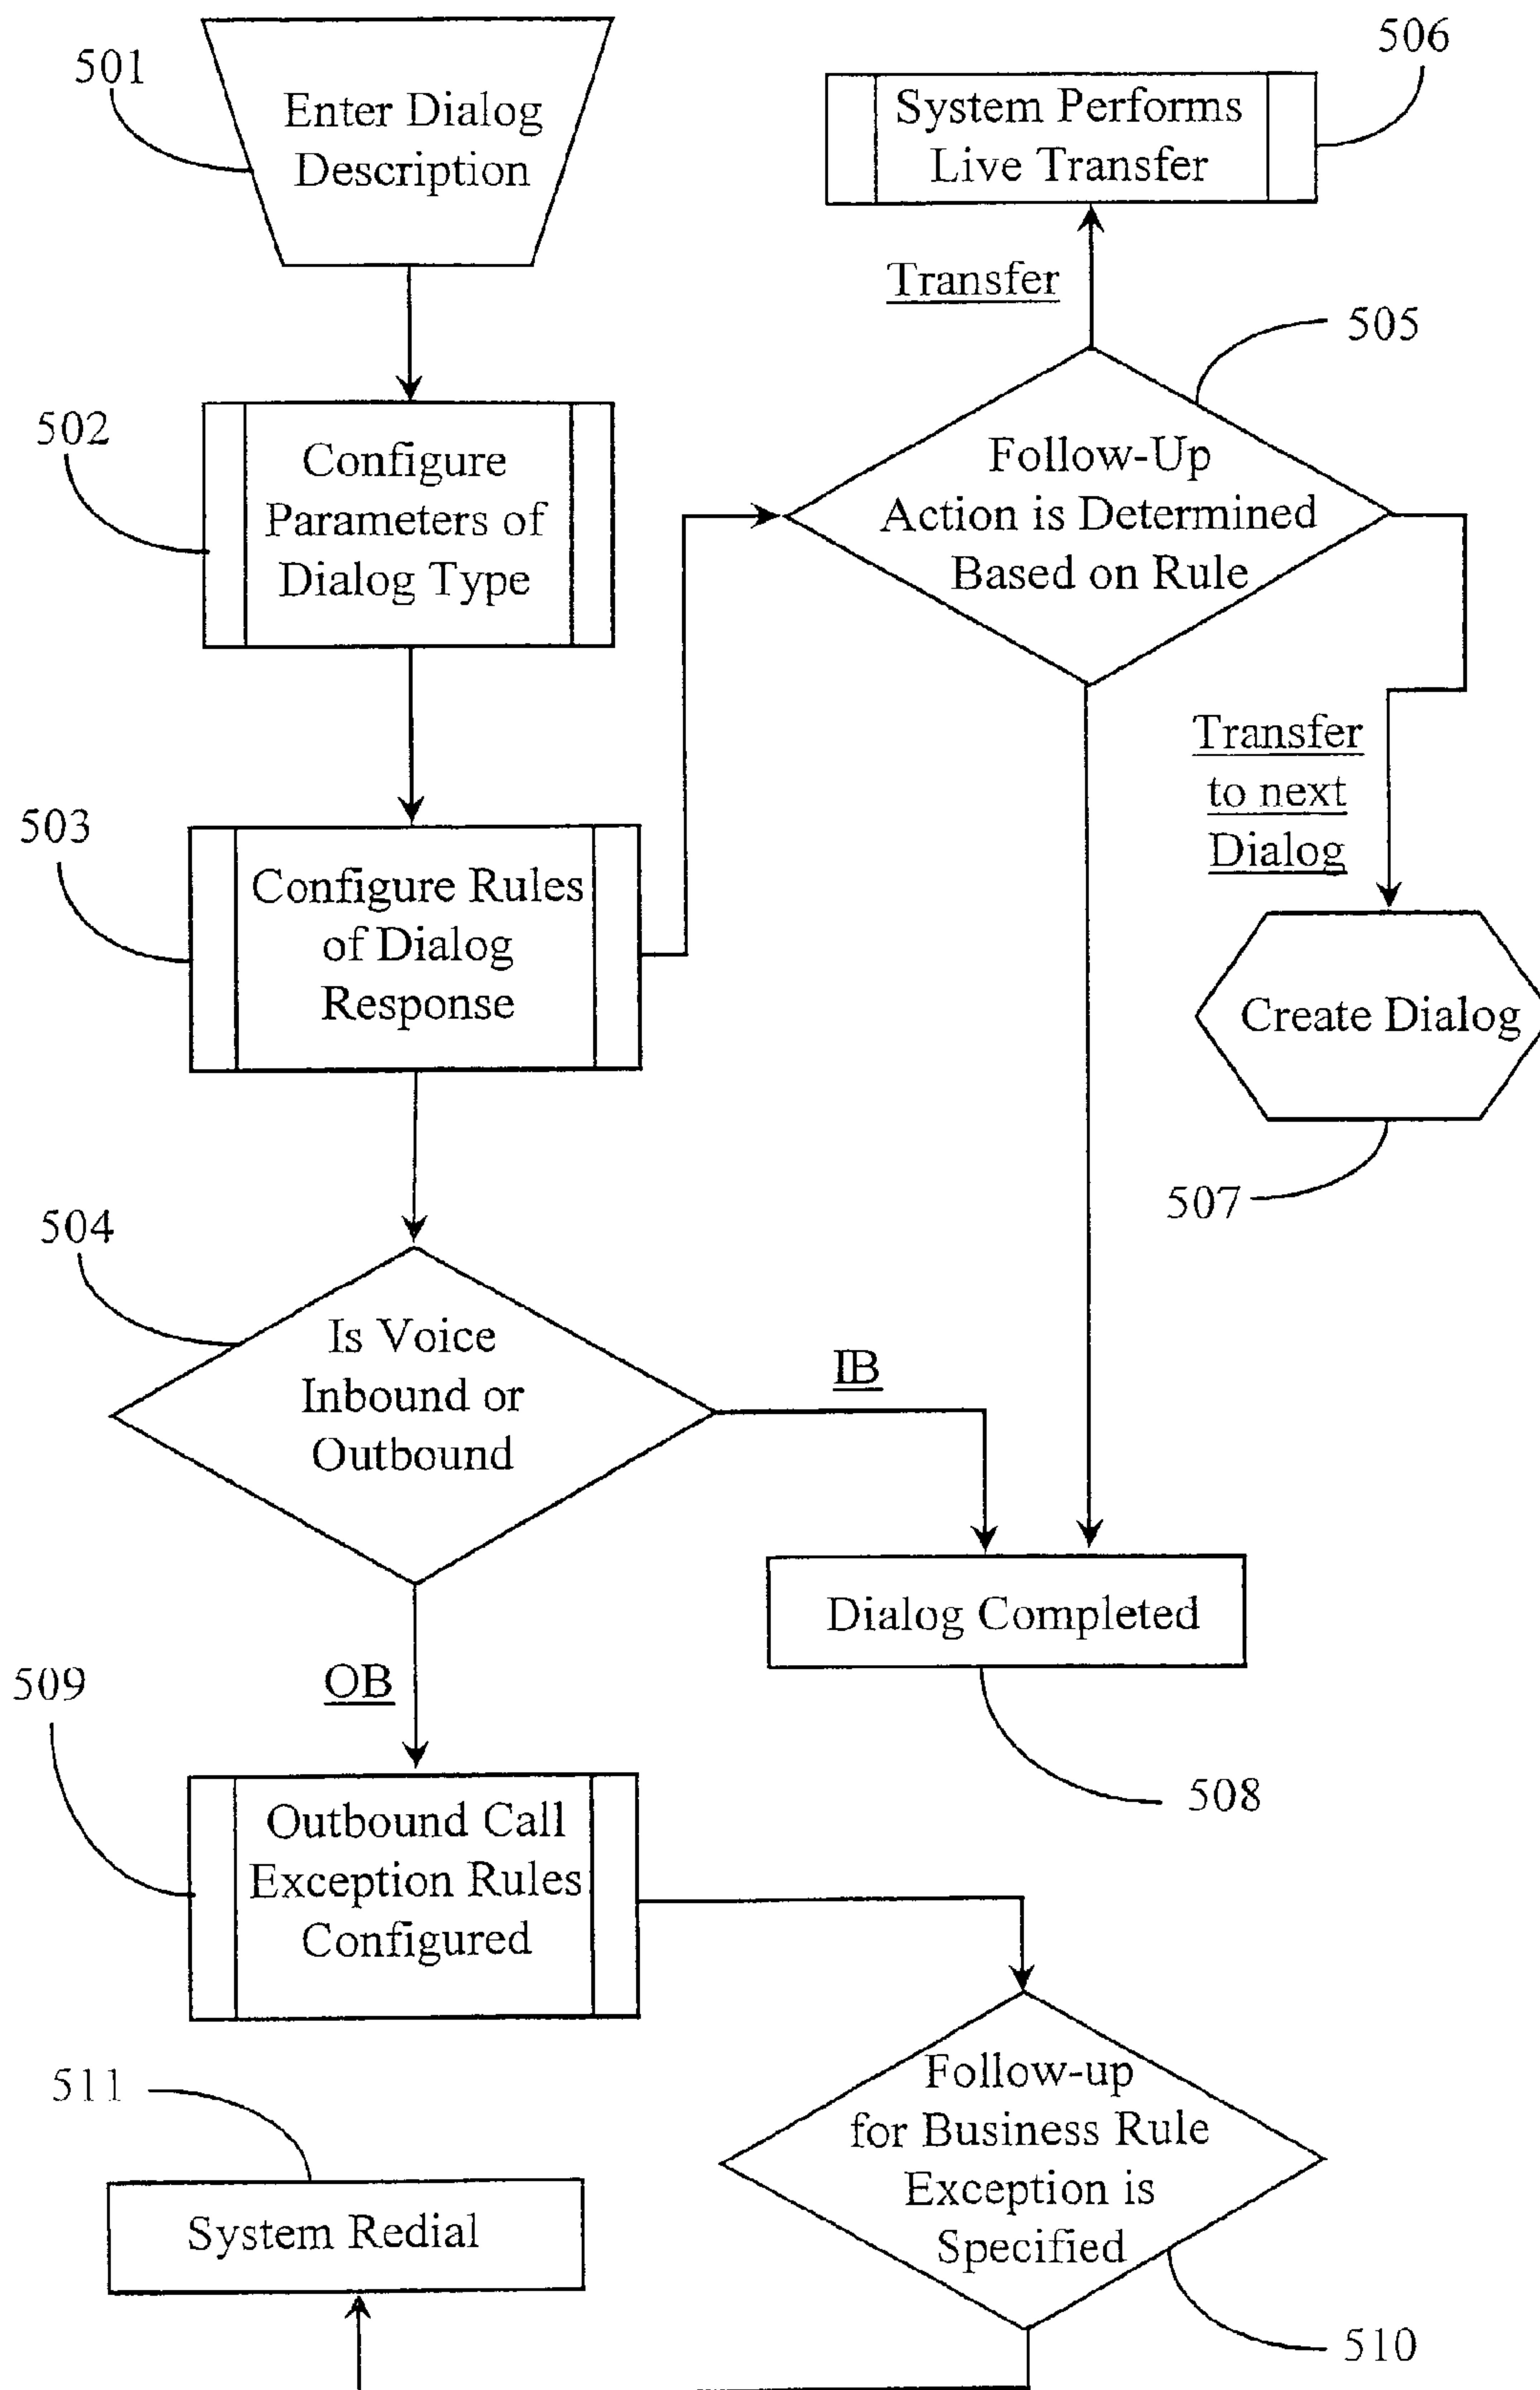 501
Enter Dialog
Description
506
System Performs
Live Transfer
Transfer
505
Follow-Up
Action is Determined
Based on Rule
502
Configure
Parameters of
Dialog Type
Transfer
to next
Dialog
503
Configure Rules
of Dialog
Response
Create Dialog
507
504
Is Voice
Inbound or
Outbound
IB
Dialog Completed
508
OB
509
Outbound Call
Exception Rules
Configured
Follow-up
for Business Rule
Exception is
Specified
510
511
System Redial